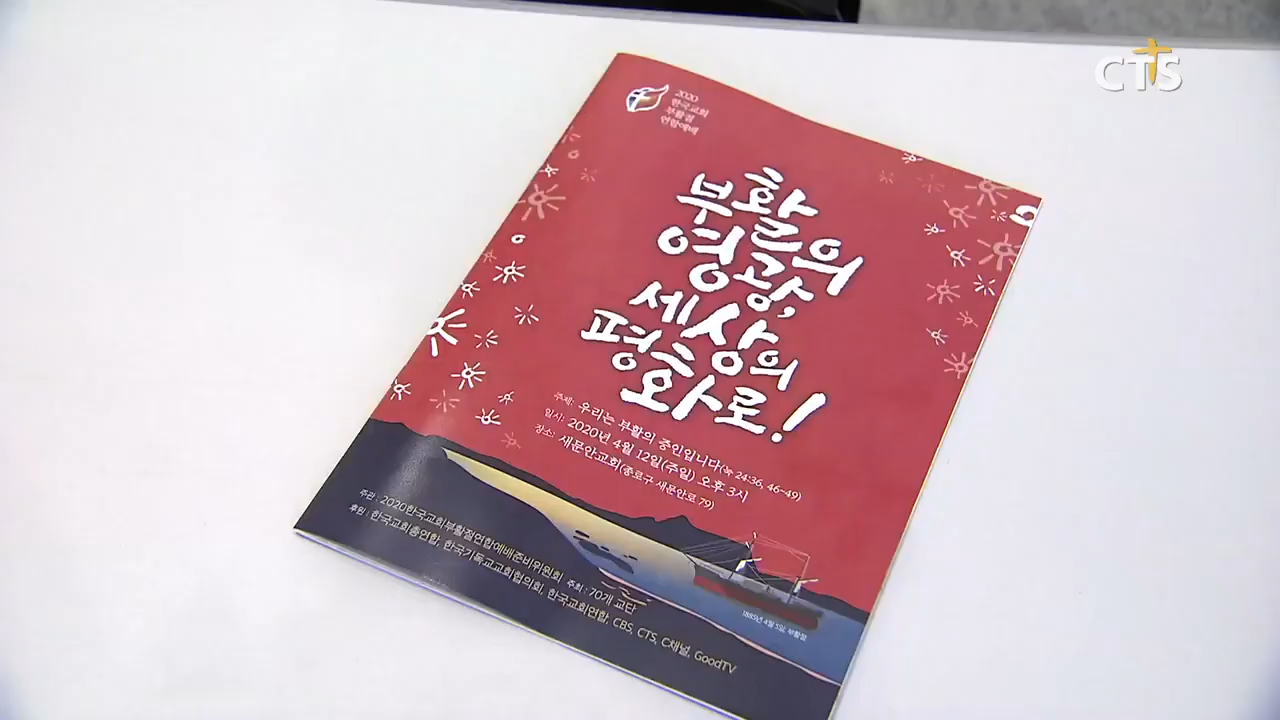 CTS
2020
한국교회
부활절
연합예배
부활의
영광,
세상의
평화로!
주제: 우리는 부활의 증인입니다(눅 24:36, 46~49)
일시: 2020년 4월 12일(주일) 오후 3시
장소: 새문안교회(종로구 새문안로 79)
1885년 4월 5일 부활절
주관 : 2020한국교회부활절연합예배준비위원회 주최 : 70개 교단
후원 : 한국교회총연합, 한국기독교교회협의회, 한국교회연합, CBS, CTS, C채널, GoodTV